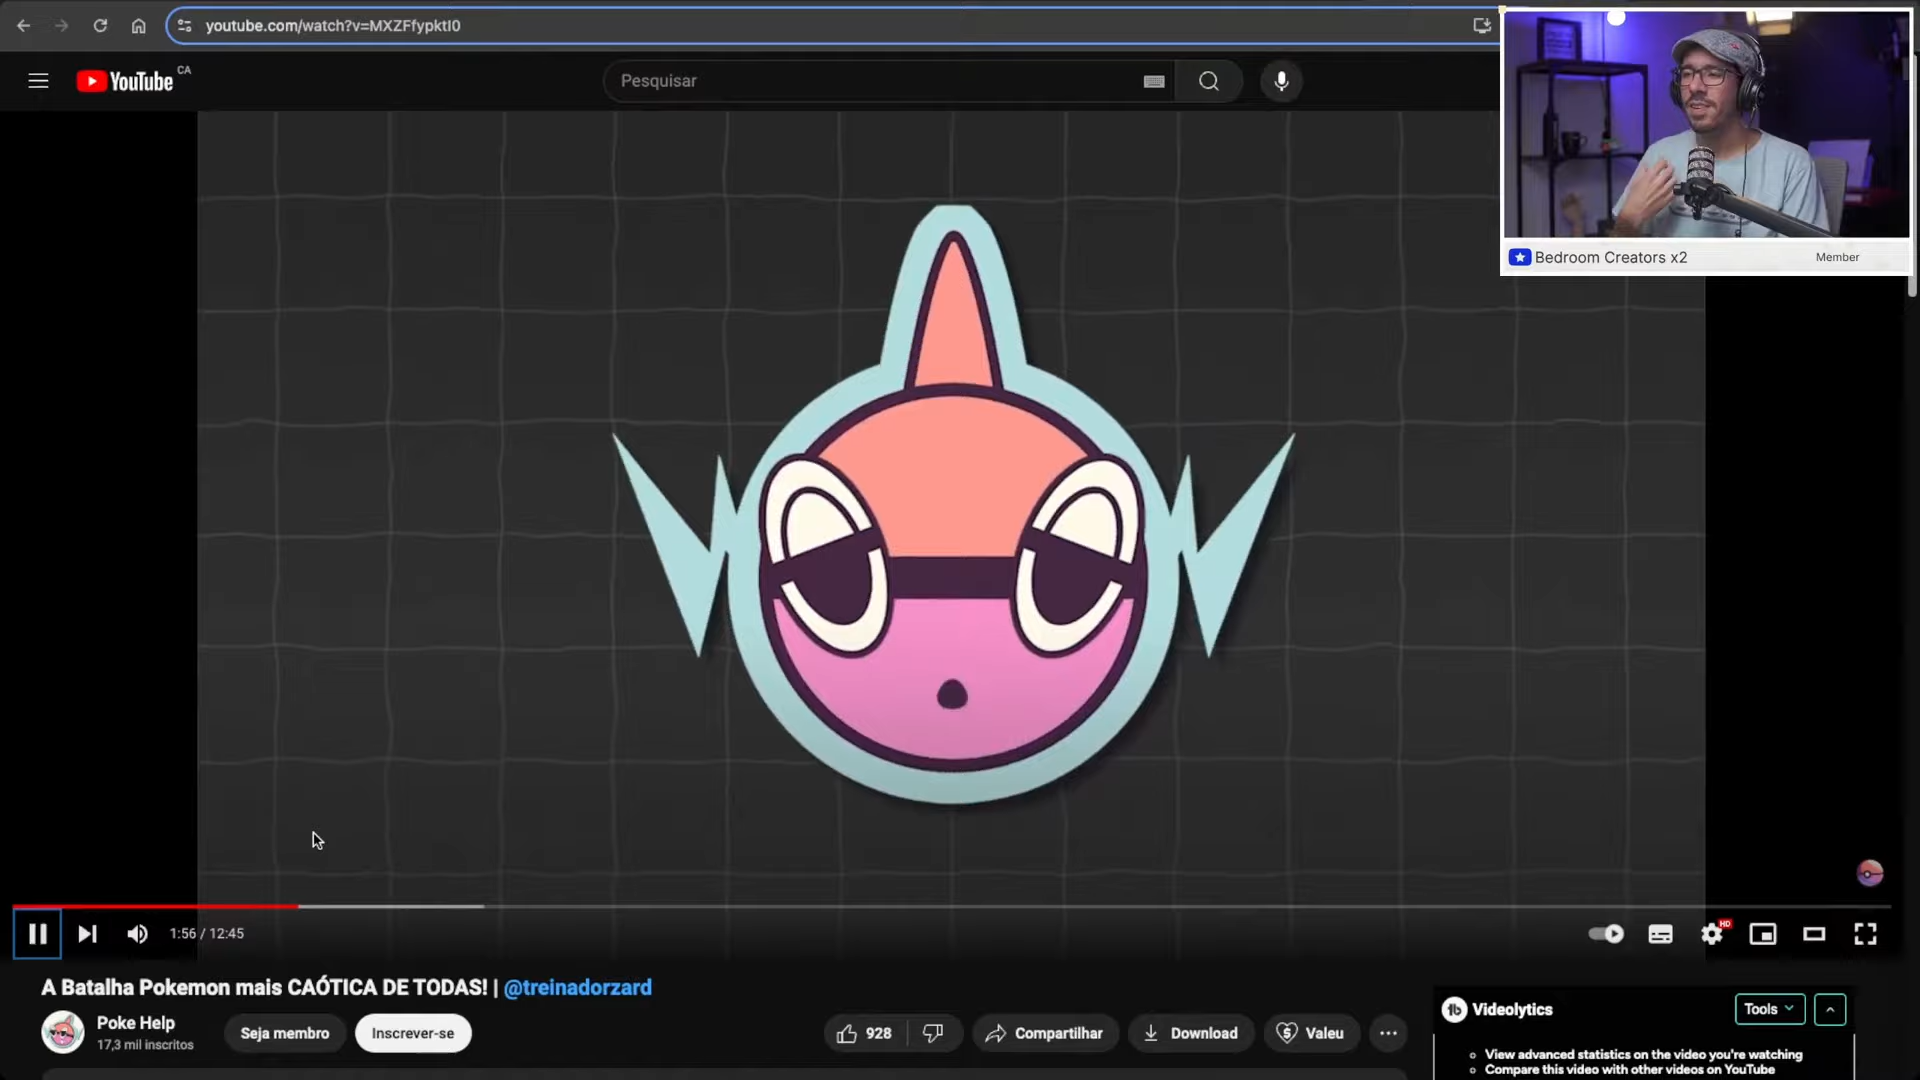 youtube.com/watch?v=MXZFfypktI0
YouTube CA
Pesquisar
Bedroom Creators x2
Member
HD
1:56 / 12:45
A Batalha Pokemon mais CAÓTICA DE TODAS! | @treinadorzard
Poke Help
17,3 mil inscritos
Seja membro
Inscrever-se
928
Compartilhar
Download
Valeu
Videolytics
Tools
View advanced statistics on the video you're watching
Compare this video with other videos on YouTube